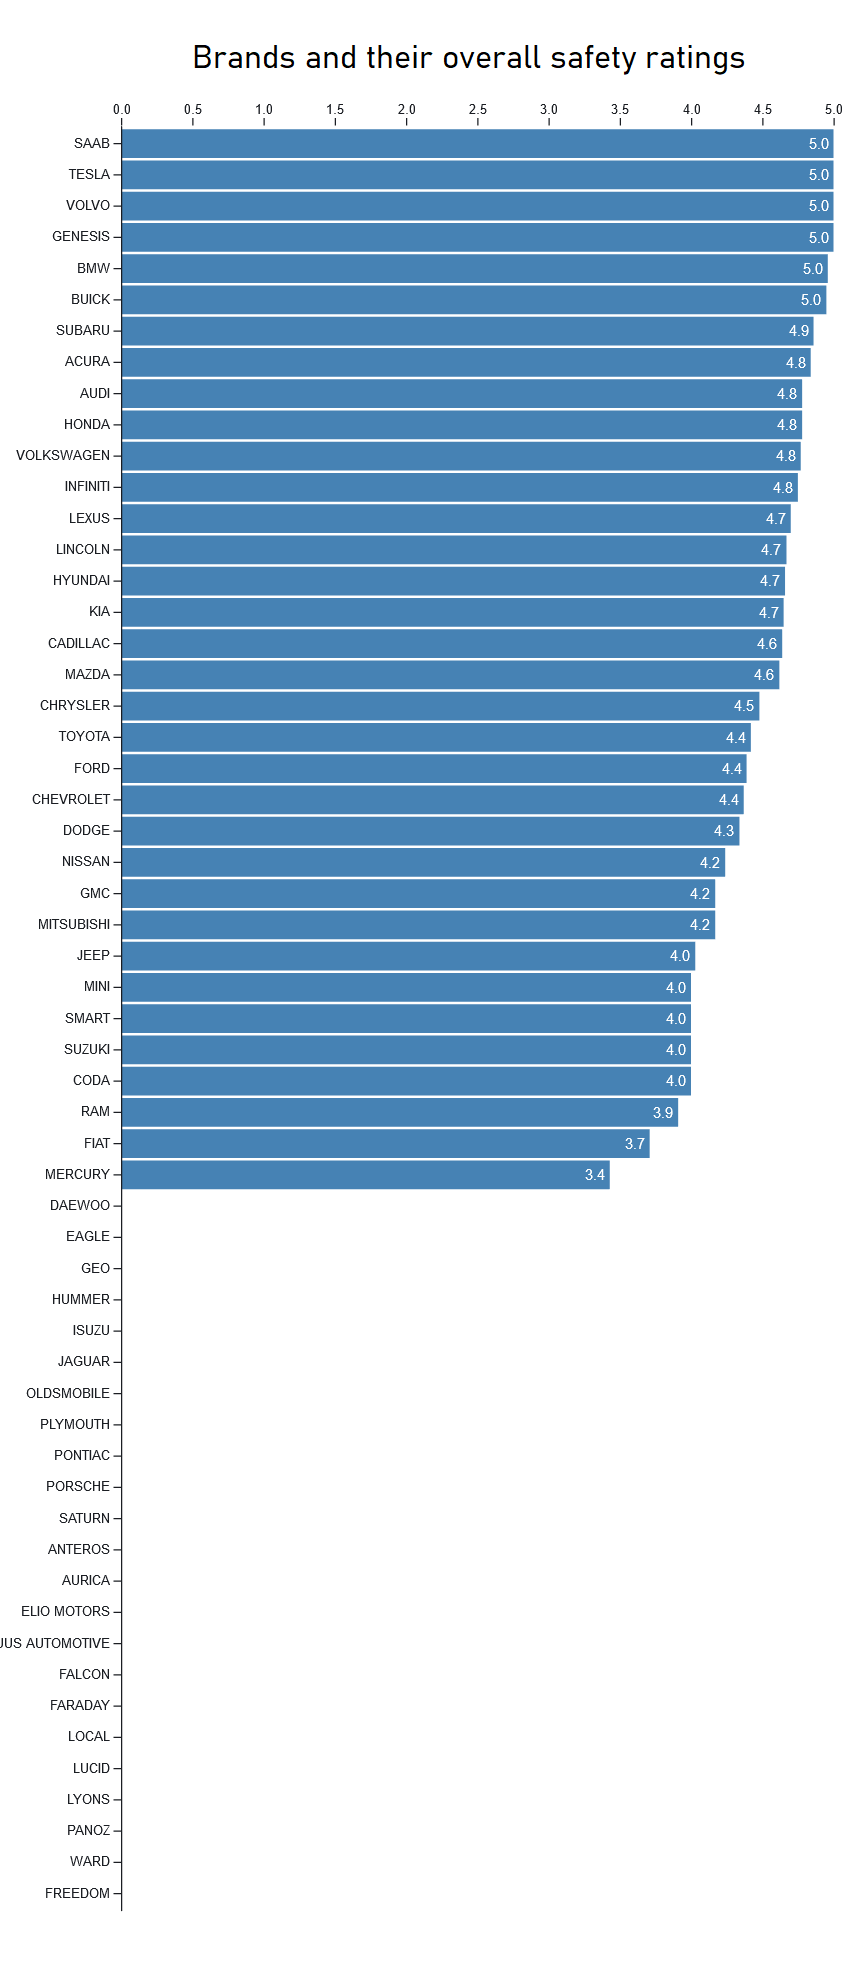 Brands and their overall safety ratings
0.0 0.5 1.0 1.5 2.0 2.5 3.0 3.5 4.0 4.5 5.0
SAAB 5.0
TESLA 5.0
VOLVO 5.0
GENESIS 5.0
BMW 5.0
BUICK 5.0
SUBARU 4.9
ACURA 4.8
AUDI 4.8
HONDA 4.8
VOLKSWAGEN 4.8
INFINITI 4.8
LEXUS 4.7
LINCOLN 4.7
HYUNDAI 4.7
KIA 4.7
CADILLAC 4.6
MAZDA 4.6
CHRYSLER 4.5
TOYOTA 4.4
FORD 4.4
CHEVROLET 4.4
DODGE 4.3
NISSAN 4.2
GMC 4.2
MITSUBISHI 4.2
JEEP 4.0
MINI 4.0
SMART 4.0
SUZUKI 4.0
CODA 4.0
RAM 3.9
FIAT 3.7
MERCURY 3.4
DAEWOO
EAGLE
GEO
HUMMER
ISUZU
JAGUAR
OLDSMOBILE
PLYMOUTH
PONTIAC
PORSCHE
SATURN
ANTEROS
AURICA
ELIO MOTORS
AUTOMOTIVE
FALCON
FARADAY
LOCAL
LUCID
LYONS
PANOZ
WARD
FREEDOM